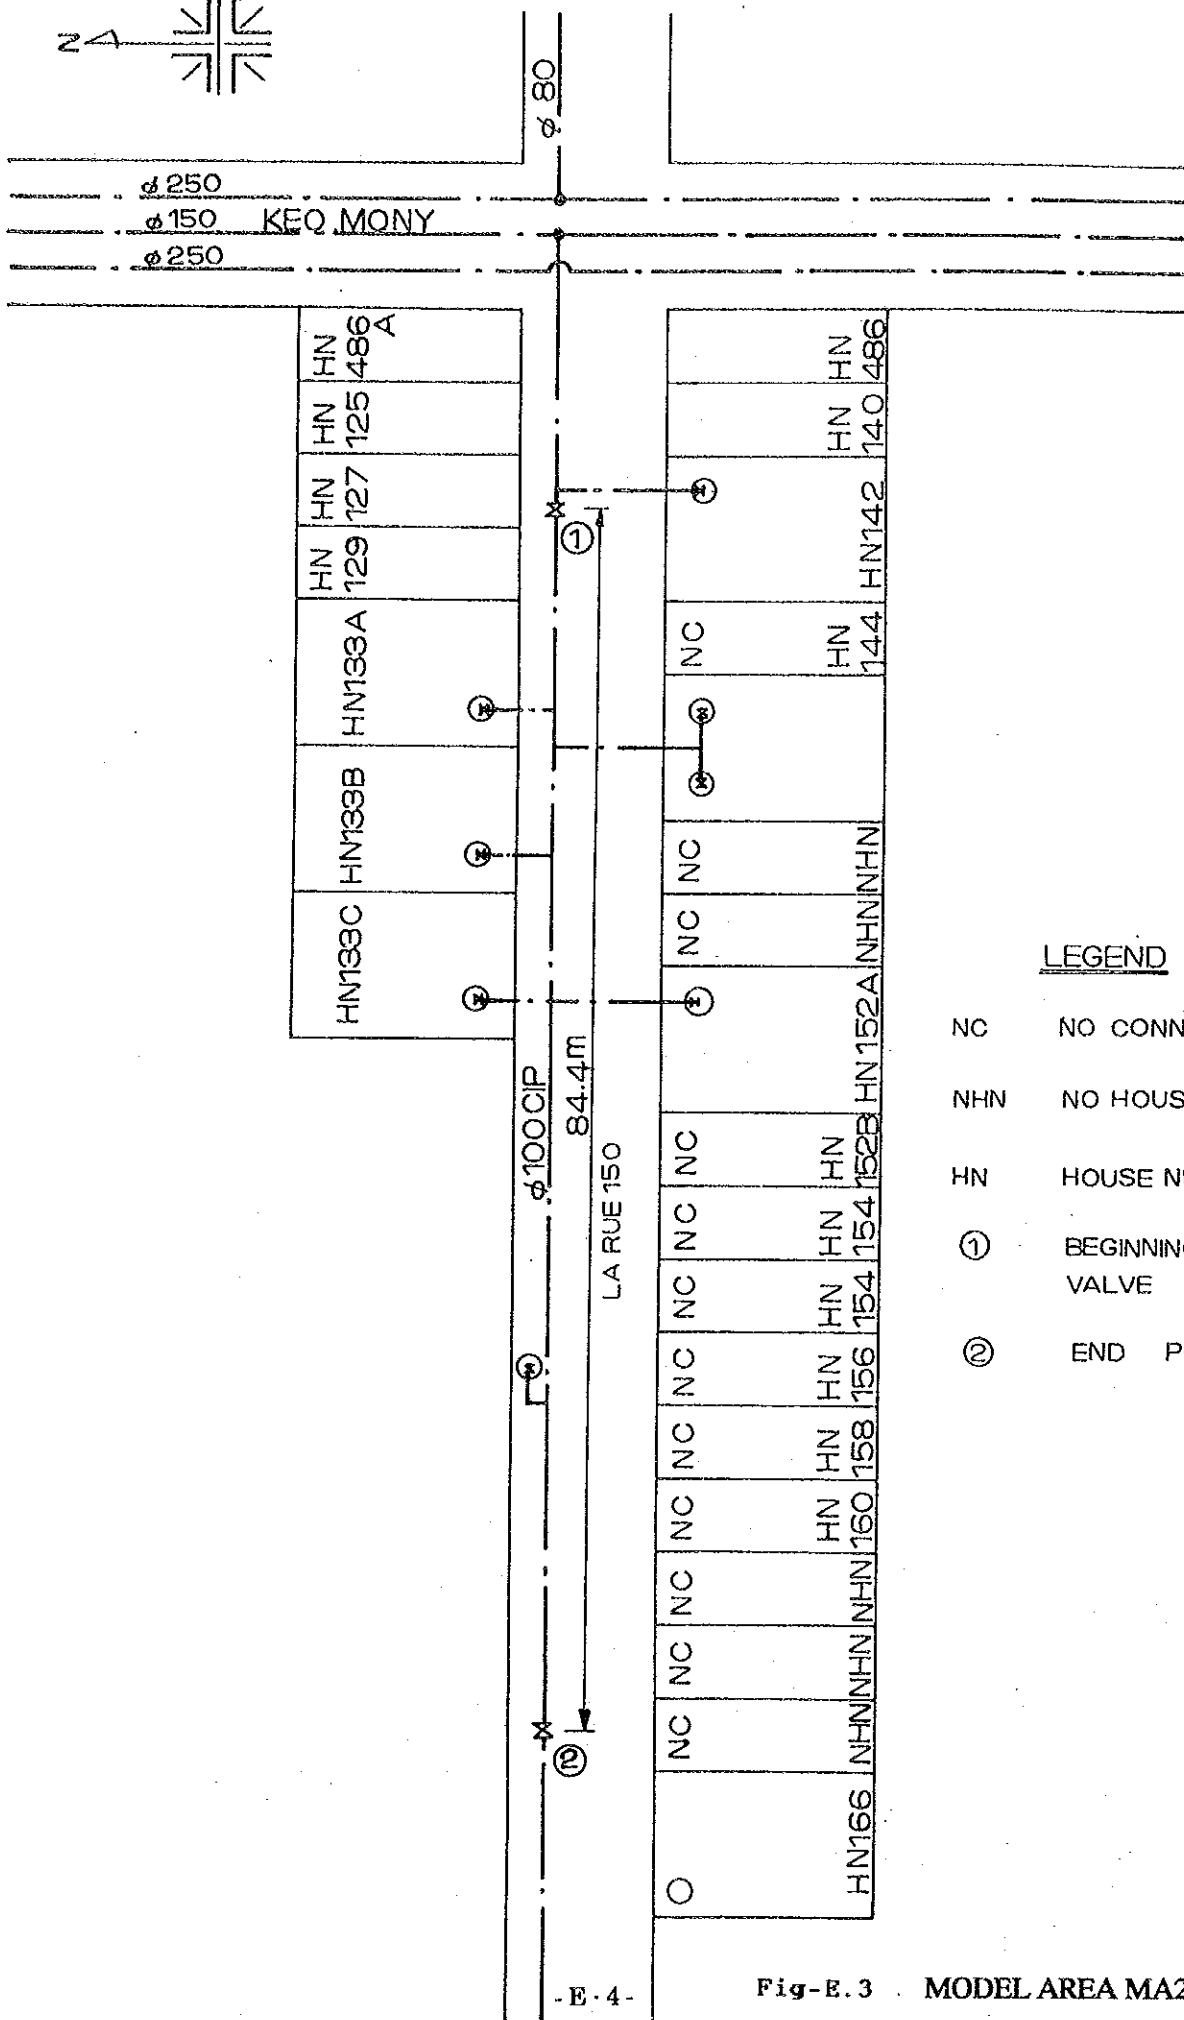 N
ø 80
ø 250
ø 150 KEO MONY
ø 250
HN 486 A
HN 125
HN 127
HN 129
HN133A
HN133B
HN133C
HN 486
HN 140
HN142
NC HN 144
NC NHN
NC NHN
HN152A
NC HN 152B
NC HN 154
NC HN 154
NC HN 156
NC HN 158
NC HN 160
NC NHN
NC NHN
NC NHN
HN166
①
ø100CIP
84.4m
LA RUE 150
②
LEGEND
NC NO CONN
NHN NO HOUS
HN HOUSE Nº
① BEGINNING
VALVE
② END P
- E · 4 -
Fig-E.3 MODEL AREA MA2